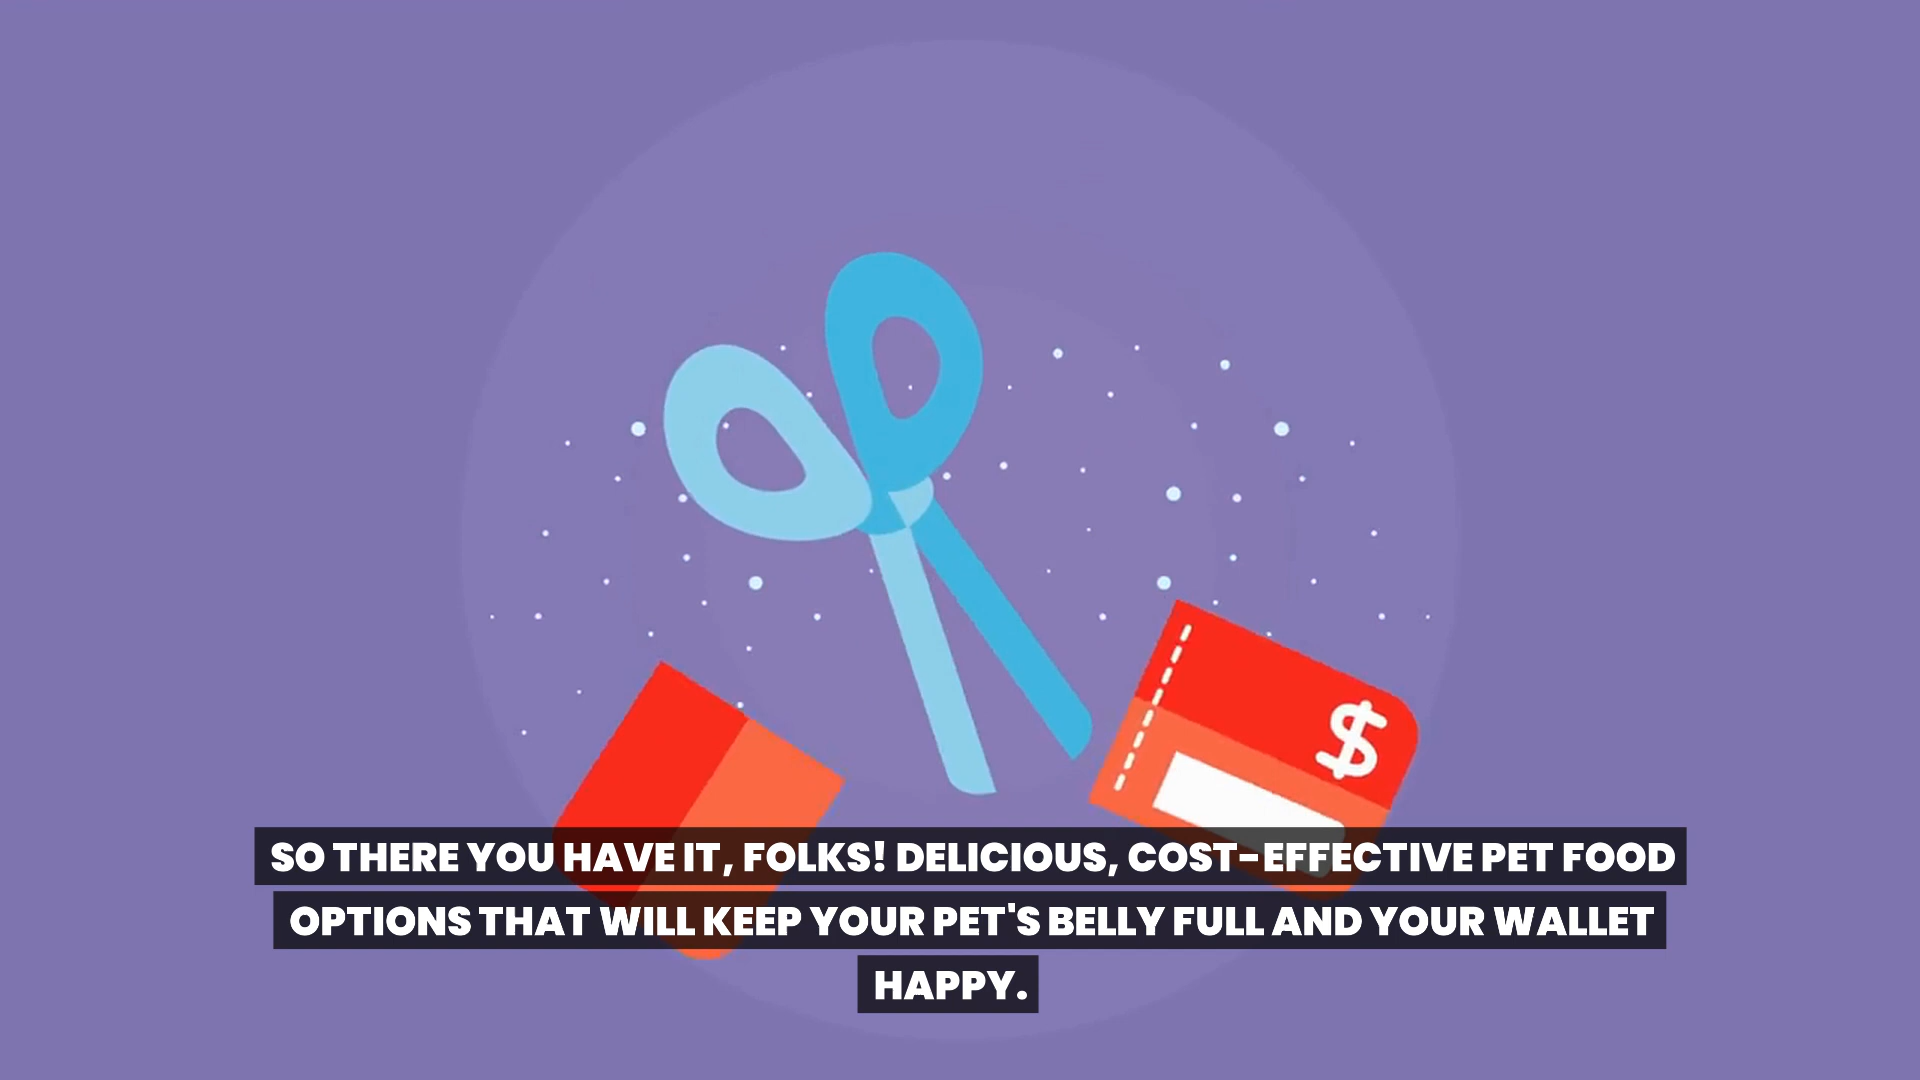 $
SO THERE YOU HAVE IT, FOLKS! DELICIOUS, COST-EFFECTIVE PET FOOD
OPTIONS THAT WILL KEEP YOUR PET'S BELLY FULL AND YOUR WALLET
HAPPY.